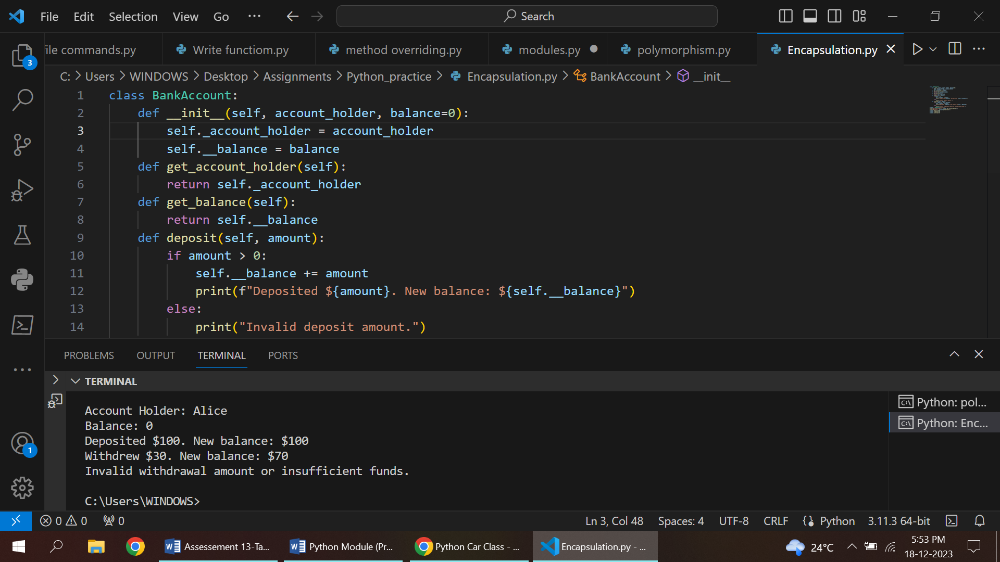 File Edit Selection View Go ··· Search
ile commands.py Write functiom.py method overriding.py modules.py polymorphism.py Encapsulation.py
3
C: > Users > WINDOWS > Desktop > Assignments > Python_practice > Encapsulation.py > BankAccount > __init__
1 class BankAccount:
2     def __init__(self, account_holder, balance=0):
3         self._account_holder = account_holder
4         self.__balance = balance
5     def get_account_holder(self):
6         return self._account_holder
7     def get_balance(self):
8         return self.__balance
9     def deposit(self, amount):
10         if amount > 0:
11             self.__balance += amount
12             print(f"Deposited ${amount}. New balance: ${self.__balance}")
13         else:
14             print("Invalid deposit amount.")
PROBLEMS OUTPUT TERMINAL PORTS
TERMINAL
Account Holder: Alice
Balance: 0
Deposited $100. New balance: $100
Withdrew $30. New balance: $70
Invalid withdrawal amount or insufficient funds.
C:\Users\WINDOWS>
Python: pol...
Python: Enc...
1
0 0 0 Ln 3, Col 48 Spaces: 4 UTF-8 CRLF {} Python 3.11.3 64-bit
Assessement 13-Ta... Python Module (Pr... Python Car Class - ... Encapsulation.py - ... 24°C
5:53 PM
18-12-2023